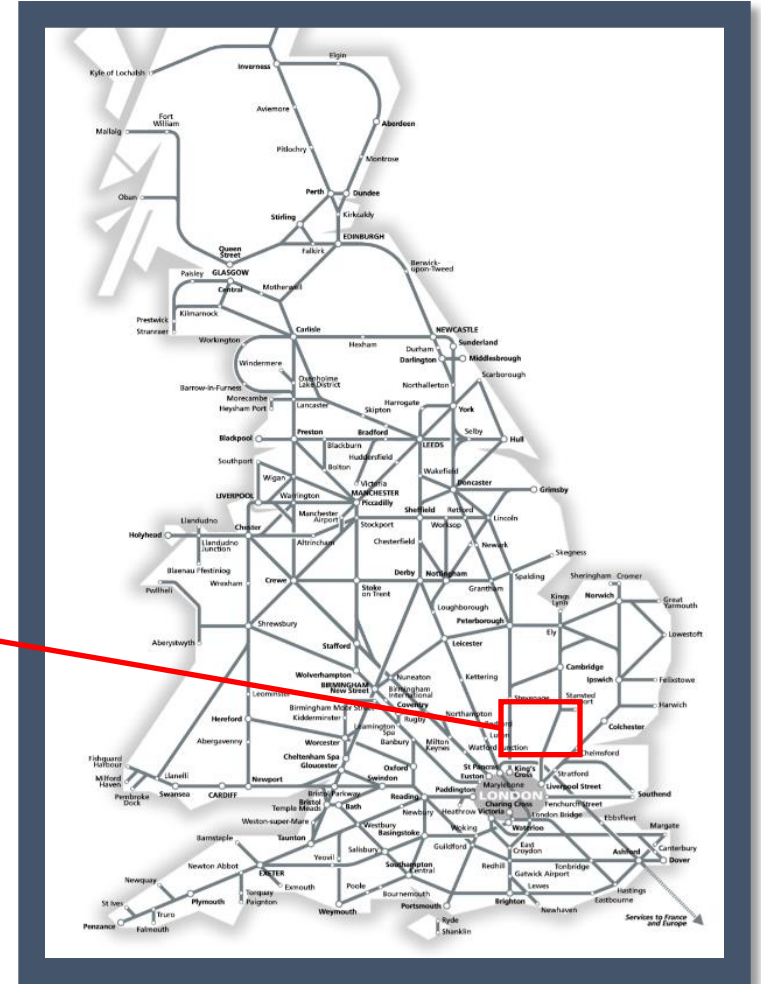 Elgin
Inverness
Kyle of Lochalsh
Aviemore
Fort
William
Aberdeen
Mallaig
Pitlochry
Montrose
Perth
Dundee
Oban
Kirkcaldy
Stirling
EDINBURGH
Queen
Street
Falkirk
Berwick-
upon-Tweed
Paisley
GLASGOW
Central
Motherwell
Prestwick
Kilmarnock
Stranraer
Carlisle
NEWCASTLE
Workington
Hexham
Sunderland
Durham
Darlington
Middlesbrough
Windermere
Scarborough
Oxenholme
Lake District
Northallerton
Barrow-in-Furness
Morecambe
Lancaster
Harrogate
York
Heysham Port
Skipton
Blackpool
Preston
Bradford
Selby
Blackburn
LEEDS
Hull
Huddersfield
Southport
Bolton
Wakefield
Wigan
Victoria
Doncaster
MANCHESTER
Piccadilly
LIVERPOOL
Warrington
Grimsby
Manchester
Airport
Sheffield
Retford
Llandudno
Stockport
Worksop
Lincoln
Holyhead
Chester
Llandudno
Junction
Altrincham
Chesterfield
Newark
Skegness
Blaenau Ffestiniog
Derby
Nottingham
Spalding
Sheringham
Cromer
Pwllheli
Wrexham
Crewe
Stoke
on Trent
Grantham
Kings
Lynn
Norwich
Great
Yarmouth
Loughborough
Peterborough
Shrewsbury
Ely
Lowestoft
Aberystwyth
Stafford
Leicester
Cambridge
Wolverhampton
Nuneaton
Kettering
Ipswich
Felixstowe
BIRMINGHAM
New Street
Birmingham
International
Leominster
Stevenage
Stansted
Birmingham Moor Street
Coventry
Harwich
Hereford
Kidderminster
Rugby
Northampton
Leamington
Spa
Colchester
Abergavenny
Worcester
Banbury
Milton
Keynes
Watford Junction
Chelmsford
Cheltenham Spa
Gloucester
Oxford
St Pancras
King's
Cross
Fishguard
Harbour
Llanelli
Euston
Stratford
Milford
Haven
Newport
Swindon
Marylebone
Liverpool Street
Pembroke
Dock
Swansea
CARDIFF
Bristol Parkway
Paddington
LONDON
Southend
Bristol
Temple Meads
Bath
Reading
Charing Cross
Fenchurch Street
Newbury
Heathrow
Victoria
London Bridge
Ebbsfleet
Weston-super-Mare
Waterloo
Margate
Barnstaple
Westbury
Basingstoke
Woking
Taunton
East
Croydon
Canterbury
Yeovil
Salisbury
Guildford
Ashford
Newton Abbot
Southampton
Central
Redhill
Tonbridge
Dover
EXETER
Gatwick Airport
Newquay
Exmouth
Poole
Lewes
Hastings
Torquay
Paignton
Bournemouth
Eastbourne
St Ives
Plymouth
Weymouth
Portsmouth
Brighton
Newhaven
Truro
Ryde
Services to France
and Europe
Penzance
Falmouth
Shanklin